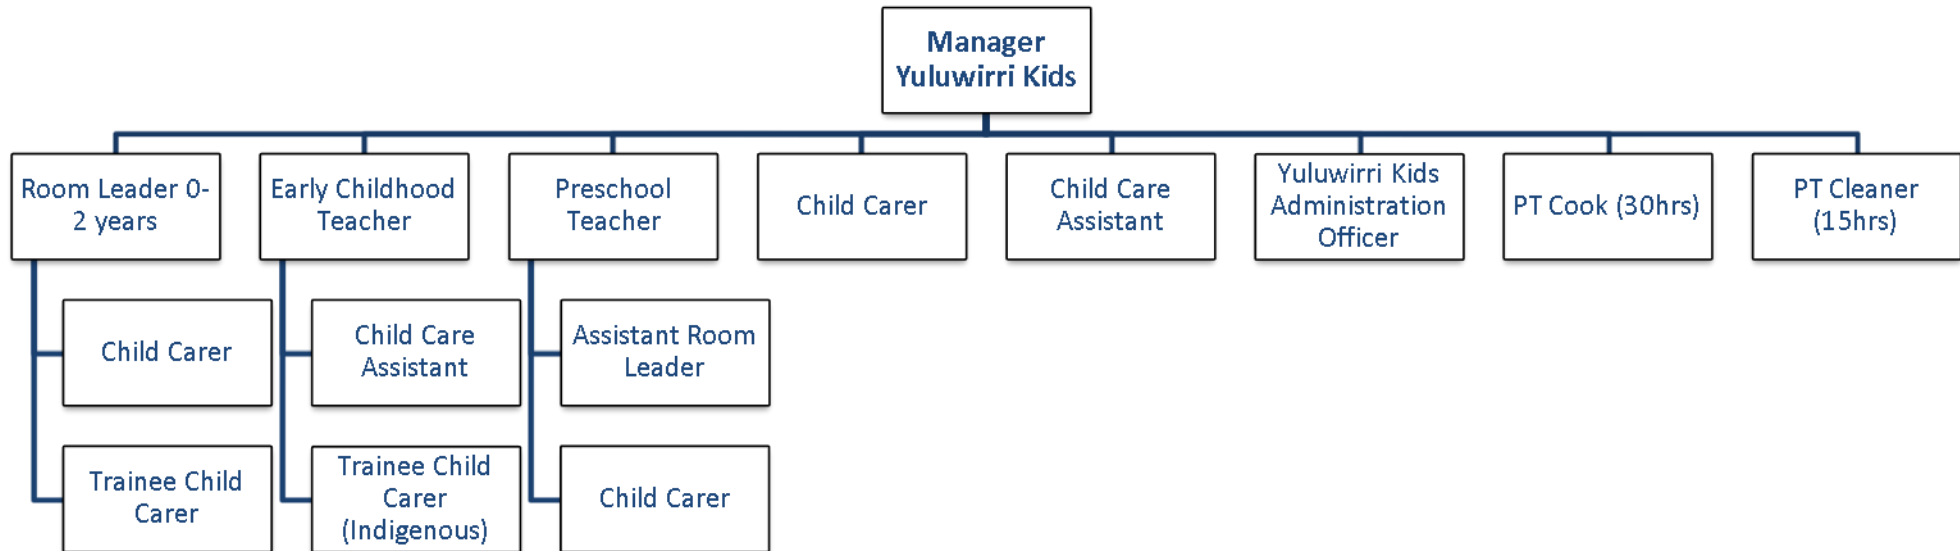 Manager
Yuluwirri Kids
Room Leader 0-
2 years
Early Childhood
Teacher
Preschool
Teacher
Child Carer
Child Care
Assistant
Yuluwirri Kids
Administration
Officer
PT Cook (30hrs)
PT Cleaner
(15hrs)
Child Carer
Child Care
Assistant
Assistant Room
Leader
Trainee Child
Carer
Trainee Child
Carer
(Indigenous)
Child Carer